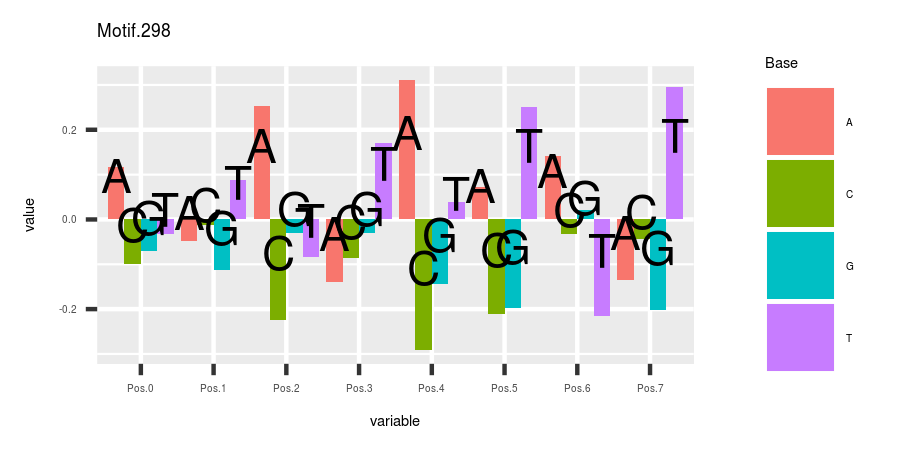 Motif.298
value
0.2
0.0
-0.2
A C G T A C G T A C G T A C G T A C G T A C G T A C G T A C G T
Pos.0 Pos.1 Pos.2 Pos.3 Pos.4 Pos.5 Pos.6 Pos.7
variable
Base
A
C
G
T